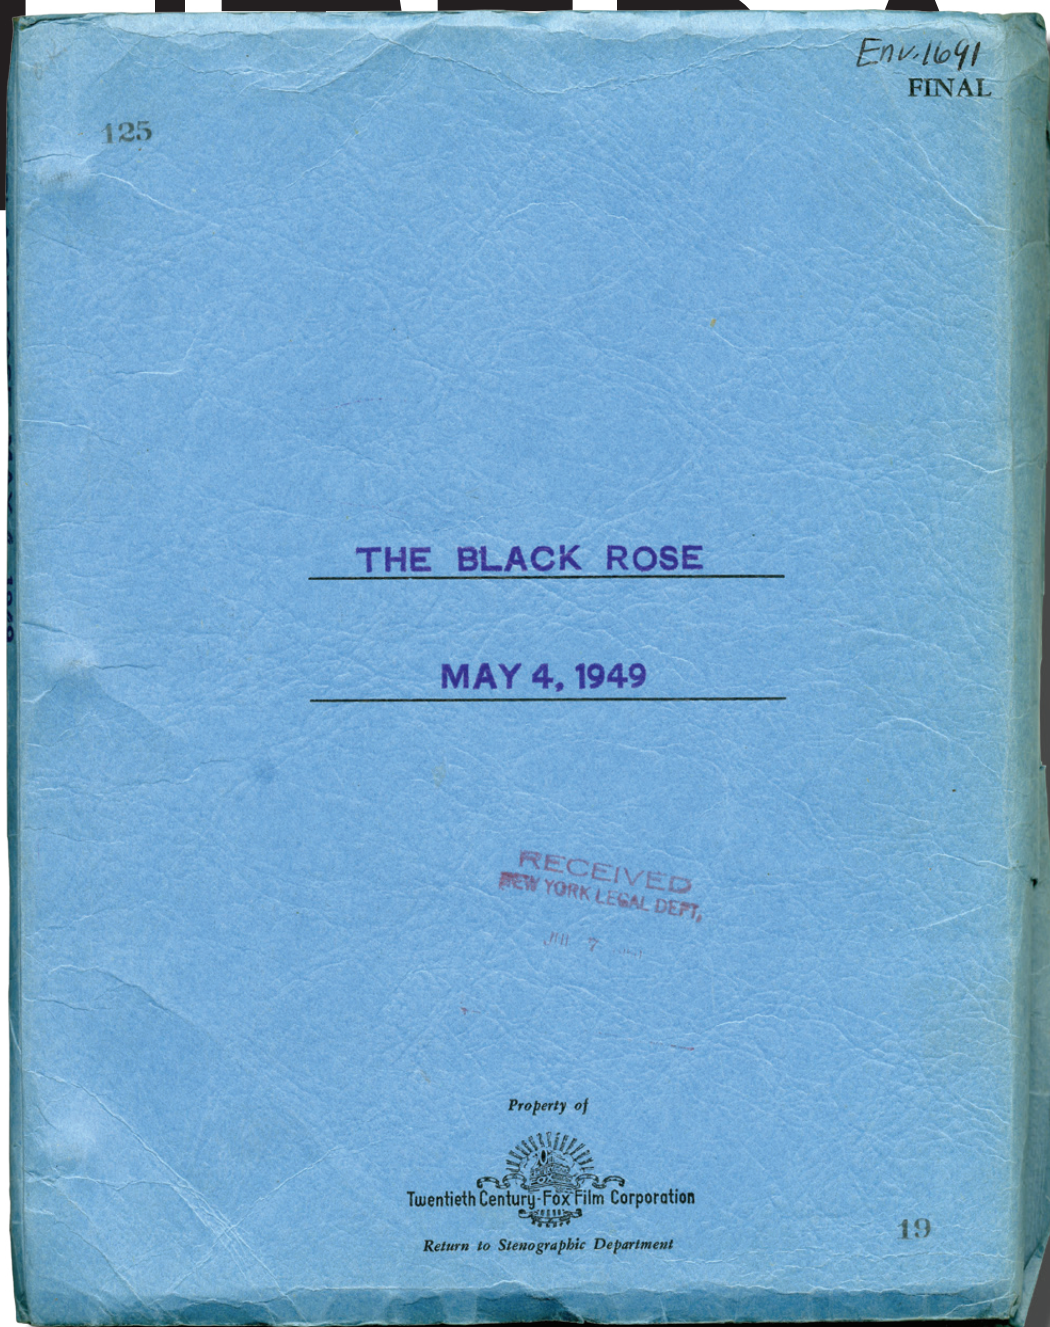 Env.1691
FINAL
125
THE BLACK ROSE
MAY 4, 1949
RECEIVED
NEW YORK LEGAL DEPT.
7
Property of
Twentieth Century-Fox Film Corporation
Return to Stenographic Department
19